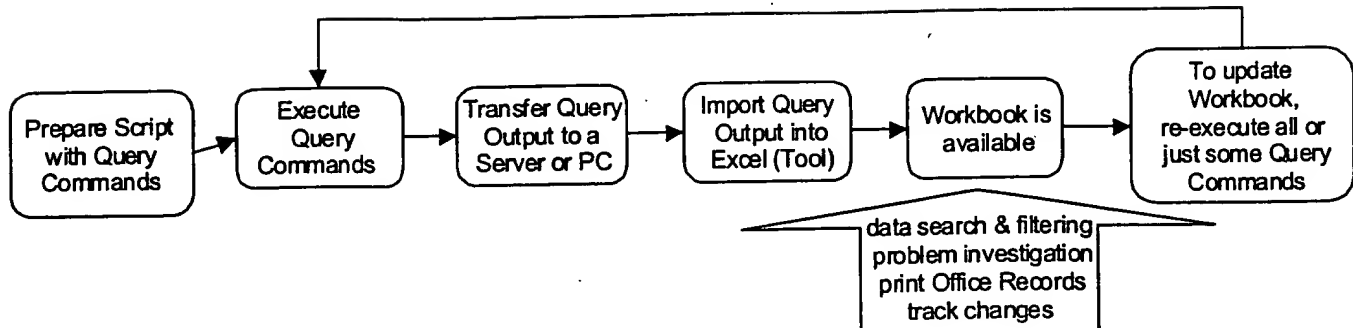 Prepare Script
with Query
Commands
Execute
Query
Commands
Transfer Query
Output to a
Server or PC
Import Query
Output into
Excel (Tool)
Workbook is
available
To update
Workbook,
re-execute all or
just some Query
Commands
data search & filtering
problem investigation
print Office Records
track changes